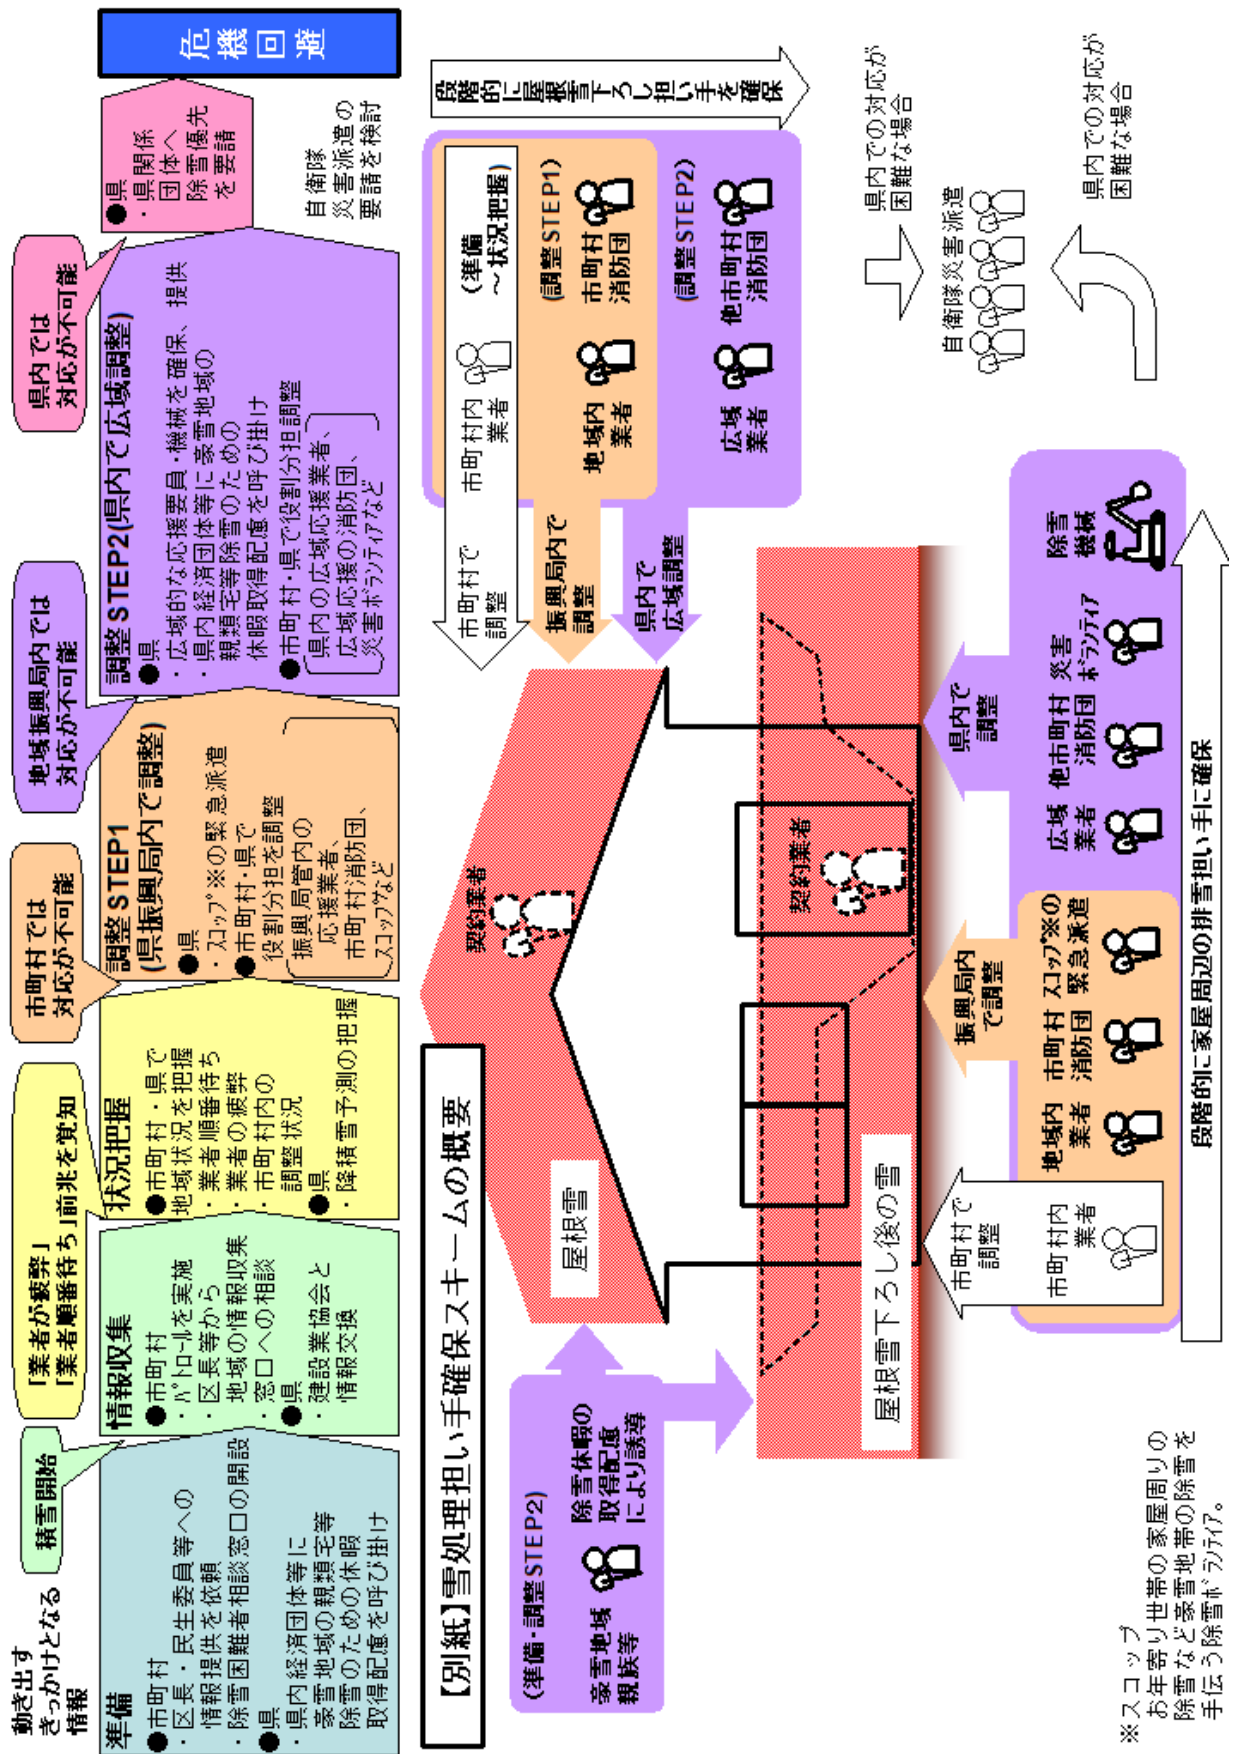 動き出す
きっかけとなる
情報
積雪開始
「業者が疲弊」
「業者順番待ち」前兆を覚知
市町村では
対応が不可能
地域振興局内では
対応が不可能
県内では
対応が不可能
準備
●市町村
・区長・民生委員等への
情報提供を依頼
・除雪困難者相談窓口の開設
●県
・県内経済団体等に
豪雪地域の親類宅等
除雪のための休暇
取得配慮を呼び掛け
情報収集
●市町村
・パトロールを実施
・区長等から
地域の情報収集
・窓口への相談
●県
・建設業協会と
情報交換
状況把握
●市町村・県で
地域状況を把握
・業者順番待ち
・業者の疲弊
・市町村内の
調整状況
●県
・降積雪予測の把握
調整STEP1
(県振興局内で調整)
●県
・スコップ※の緊急派遣
●市町村・県で
役割分担を調整
振興局管内の
応援業者、
市町村消防団、
スコップなど
調整STEP2(県内で広域調整)
●県
・広域的な応援要員・機械を確保、提供
・県内経済団体等に豪雪地域の
親類宅等除雪のための
休暇取得配慮を呼び掛け
●市町村・県で役割分担調整
県内の広域応援業者、
広域応援の消防団、
災害ボランティアなど
●県
・県関係
団体へ
除雪優先
を要請
自衛隊
災害派遣の
要請を検討
危機回避
【別紙】雪処理担い手確保スキームの概要
(準備・調整STEP2)
豪雪地域
親族等
除雪休暇の
取得配慮
により誘導
屋根雪
契約業者
屋根雪下ろし後の雪
契約業者
市町村で
調整
市町村内
業者
(準備
～状況把握)
振興局内で
調整
地域内
業者
市町村
消防団
(調整STEP1)
県内で
広域調整
広域
業者
他市町村
消防団
(調整STEP2)
段階的に屋根雪下ろし担い手を確保
県内での対応が
困難な場合
自衛隊災害派遣
県内での対応が
困難な場合
市町村で
調整
市町村内
業者
振興局内
で調整
地域内
業者
市町村
消防団
スコップ※の
緊急派遣
県内で
調整
広域
業者
他市町村
消防団
災害
ボランティア
除雪
機械
段階的に家屋周辺の排雪担い手に確保
※スコップ
お年寄り世帯の家屋周りの
除雪など豪雪地帯の除雪を
手伝う除雪ボランティア。